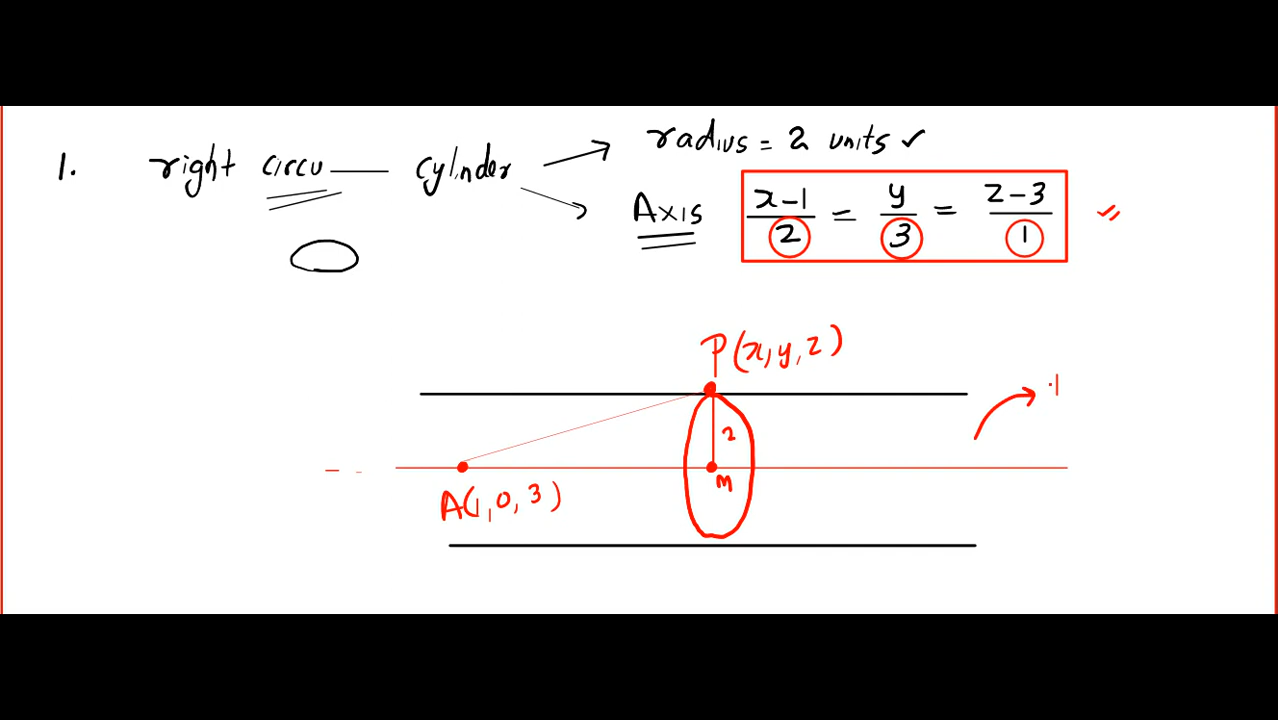 1. right circu — cylinder
radius = 2 units ✓
Axis x-1/2 = y/3 = z-3/1
P(x,y,z)
2
M
A(1,0,3)